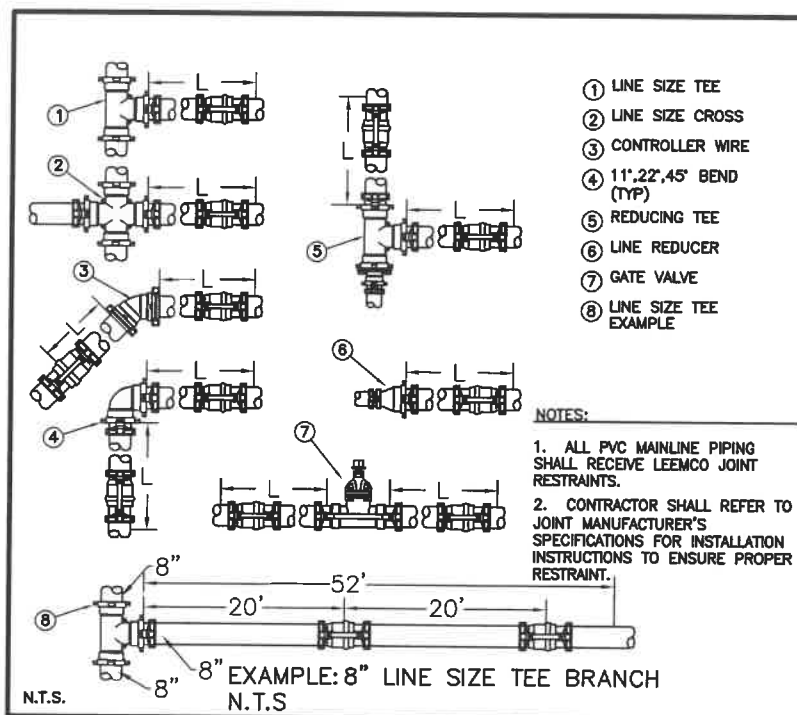 ① LINE SIZE TEE
② LINE SIZE CROSS
③ CONTROLLER WIRE
④ 11°,22°,45° BEND
(TYP)
⑤ REDUCING TEE
⑥ LINE REDUCER
⑦ GATE VALVE
⑧ LINE SIZE TEE
EXAMPLE
① L
② L
L
⑤ L
③ L
L
④ L
L
⑥ L
⑦ L L
NOTES:
1. ALL PVC MAINLINE PIPING
SHALL RECEIVE LEEMCO JOINT
RESTRAINTS.
2. CONTRACTOR SHALL REFER TO
JOINT MANUFACTURER'S
SPECIFICATIONS FOR INSTALLATION
INSTRUCTIONS TO ENSURE PROPER
RESTRAINT.
8" 52'
⑧ 20' 20'
8"
8" EXAMPLE: 8" LINE SIZE TEE BRANCH
N.T.S
N.T.S.